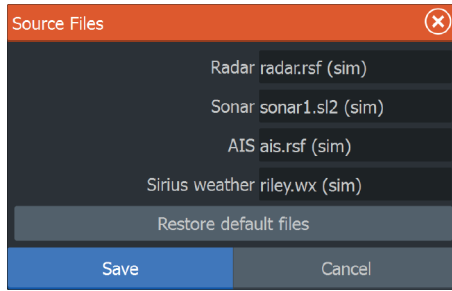 Source Files
Radar radar.rsf (sim)
Sonar sonar1.sl2 (sim)
AIS ais.rsf (sim)
Sirius weather riley.wx (sim)
Restore default files
Save Cancel